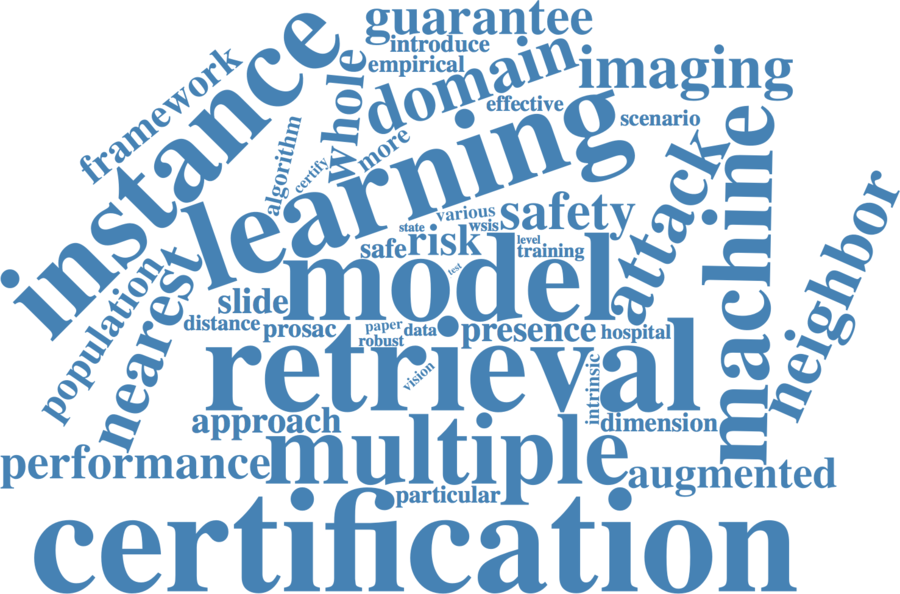 guarantee
introduce
empirical
framework
instance
whole
domain
imaging
effective
scenario
algorithm
certify
more
learning
attack
machine
neighbor
various
safety
state
wsis
safe
risk
level
training
test
model
population
nearest
slide
distance
prosac
paper
data
robust
presence
hospital
retrieval
vision
intrinsic
approach
dimension
multiple
performance
augmented
particular
certification